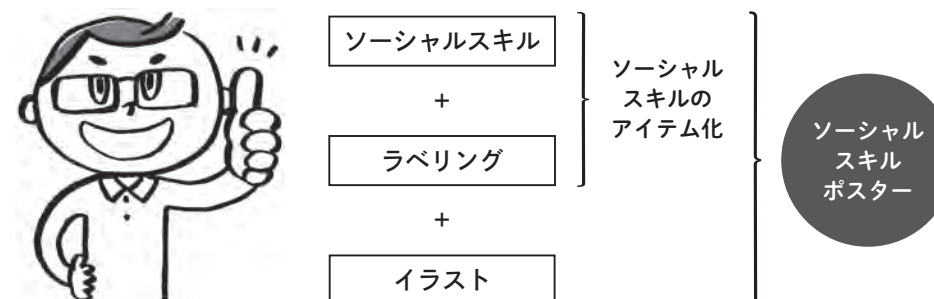 ソーシャルスキル
+
ラベリング
+
イラスト
ソーシャル
スキルの
アイテム化
ソーシャル
スキル
ポスター